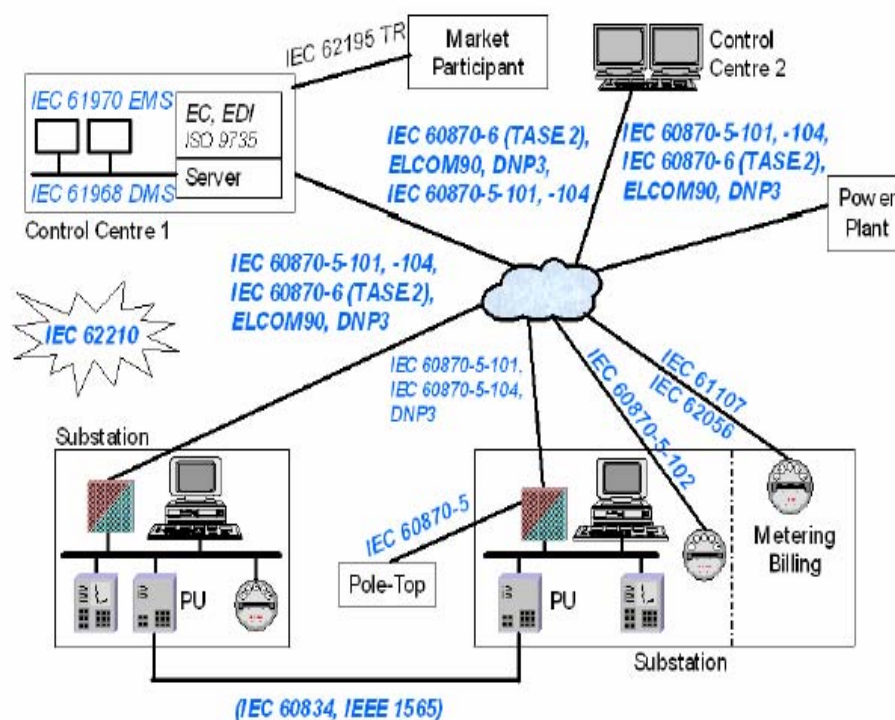 IEC 62195 TR
Market
Participant
Control
Centre 2
IEC 61970 EMS
EC, EDI
ISO 9735
Server
IEC 61968 DMS
Control Centre 1
IEC 60870-6 (TASE.2),
ELCOM90, DNP3,
IEC 60870-5-101, -104
IEC 60870-5-101, -104,
IEC 60870-6 (TASE.2),
ELCOM90, DNP3
Power
Plant
IEC 60870-5-101, -104,
IEC 60870-6 (TASE.2),
ELCOM90, DNP3
IEC 62210
IEC 60870-5-101,
IEC 60870-5-104,
DNP3
IEC 61107
IEC 62056
IEC 60870-5-102
Substation
PU
IEC 60870-5
Pole-Top
PU
Metering
Billing
Substation
(IEC 60834, IEEE 1565)